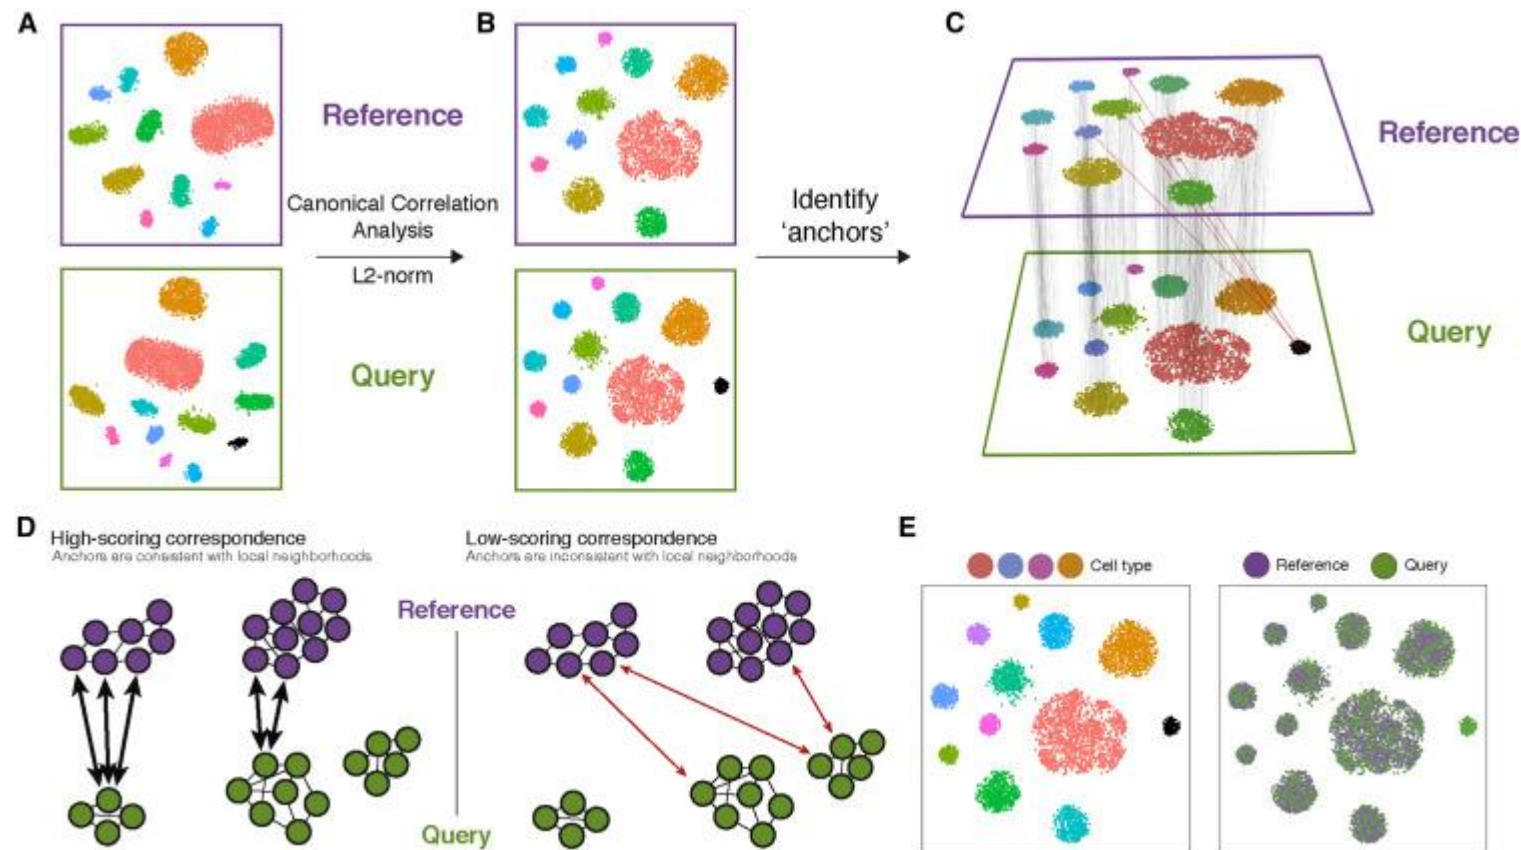 A
B
C
Reference
Canonical Correlation
Analysis
L2-norm
Query
Identify
‘anchors’
Reference
Query
D
High-scoring correspondence
Anchors are consistent with local neighborhoods
Low-scoring correspondence
Anchors are inconsistent with local neighborhoods
Reference
Query
E
Cell type
Reference
Query